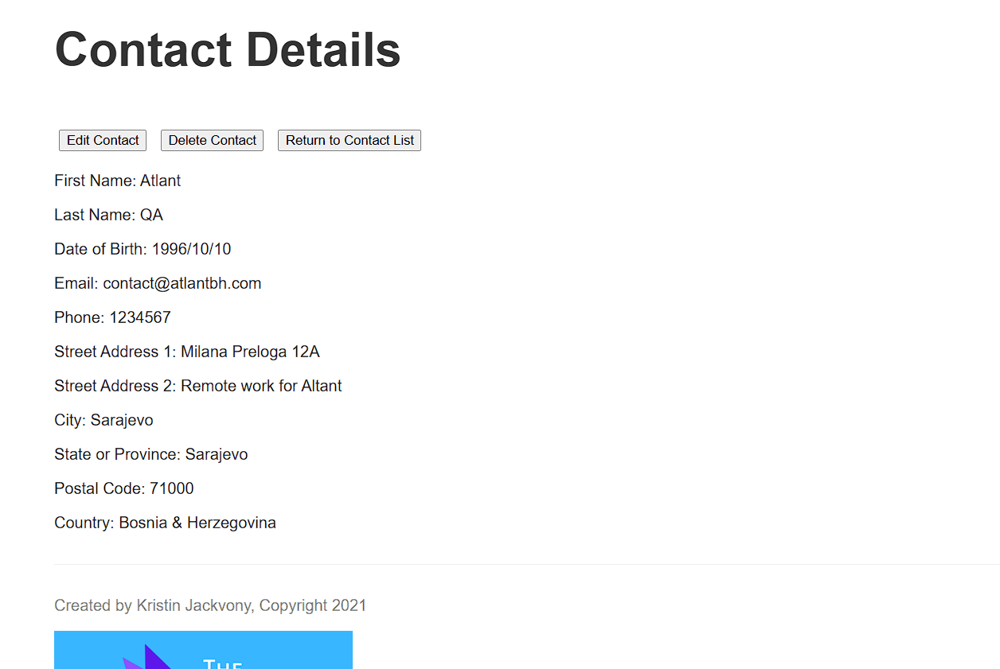 Contact Details
Edit Contact Delete Contact Return to Contact List
First Name: Atlant
Last Name: QA
Date of Birth: 1996/10/10
Email: contact@atlantbh.com
Phone: 1234567
Street Address 1: Milana Preloga 12A
Street Address 2: Remote work for Altant
City: Sarajevo
State or Province: Sarajevo
Postal Code: 71000
Country: Bosnia & Herzegovina
Created by Kristin Jackvony, Copyright 2021
The